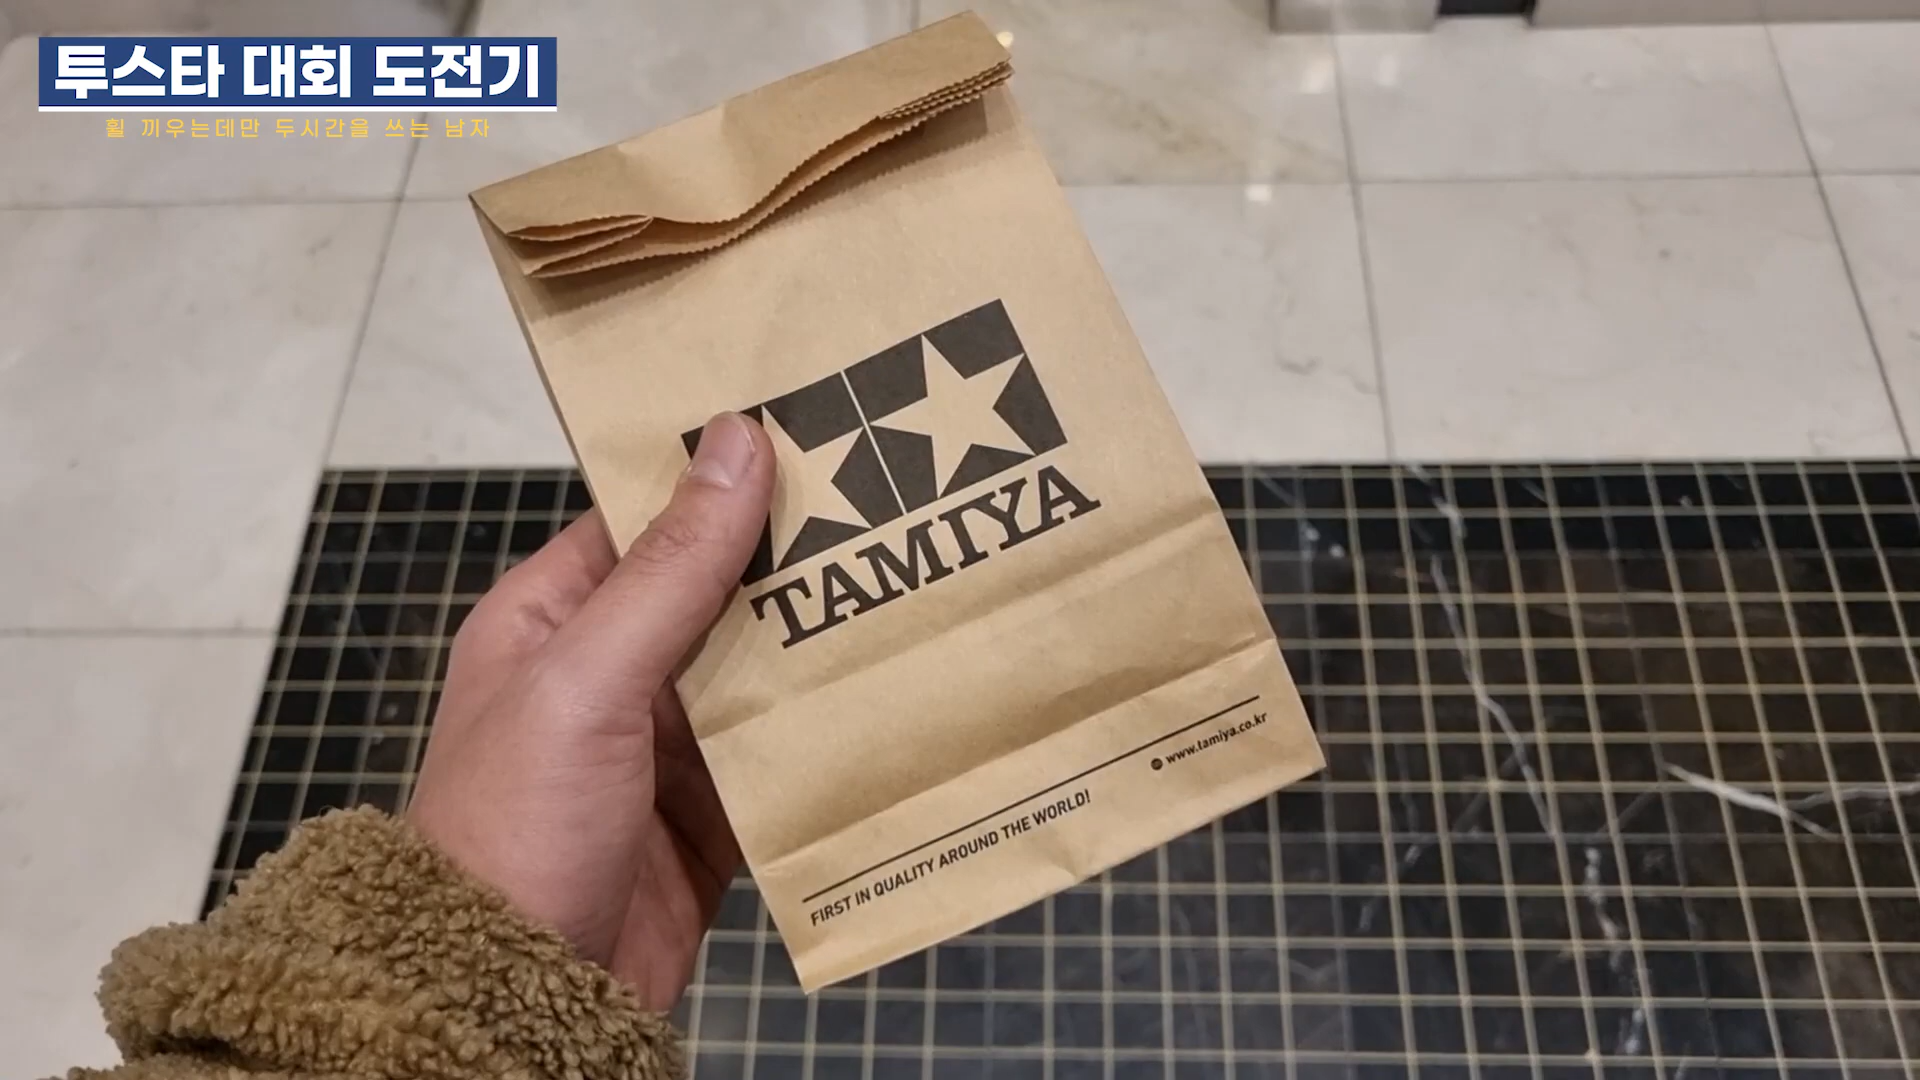 투스타 대회 도전기
휠 끼우는데만 두시간을 쓰는 남자
TAMIYA
www.tamiya.co.kr
FIRST IN QUALITY AROUND THE WORLD!